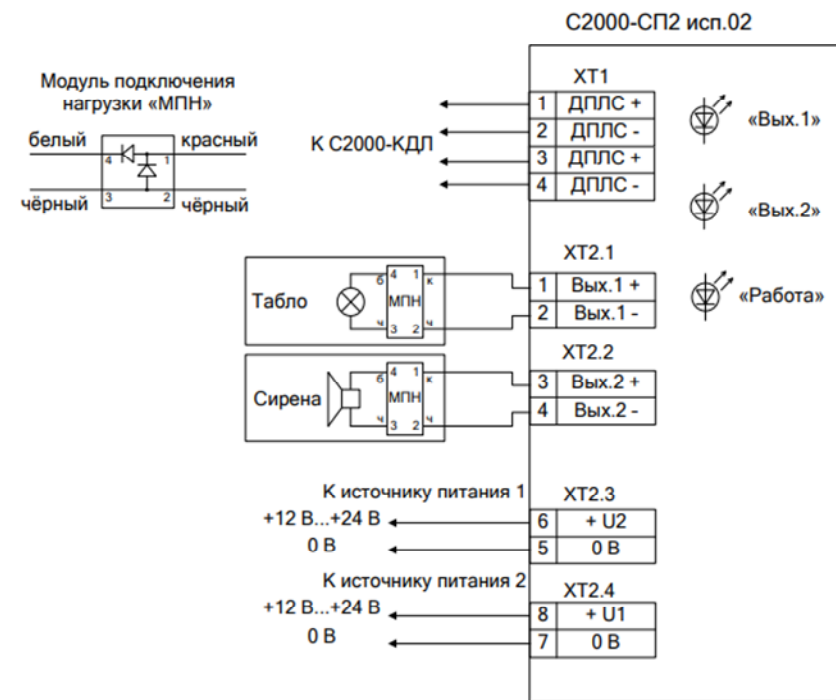 С2000-СП2 исп.02
Модуль подключения
нагрузки «МПН»
белый
красный
4
1
3
2
чёрный
чёрный
К С2000-КДЛ
XT1
1 ДПЛС +
2 ДПЛС -
3 ДПЛС +
4 ДПЛС -
«Вых.1»
«Вых.2»
«Работа»
XT2.1
1 Вых.1 +
2 Вых.1 -
Табло
б 4 1 к
МПН
ч 3 2 ч
XT2.2
3 Вых.2 +
4 Вых.2 -
Сирена
б 4 1 к
МПН
ч 3 2 ч
К источнику питания 1
XT2.3
+12 В...+24 В
6 + U2
0 В
5 0 В
К источнику питания 2
XT2.4
+12 В...+24 В
8 + U1
0 В
7 0 В